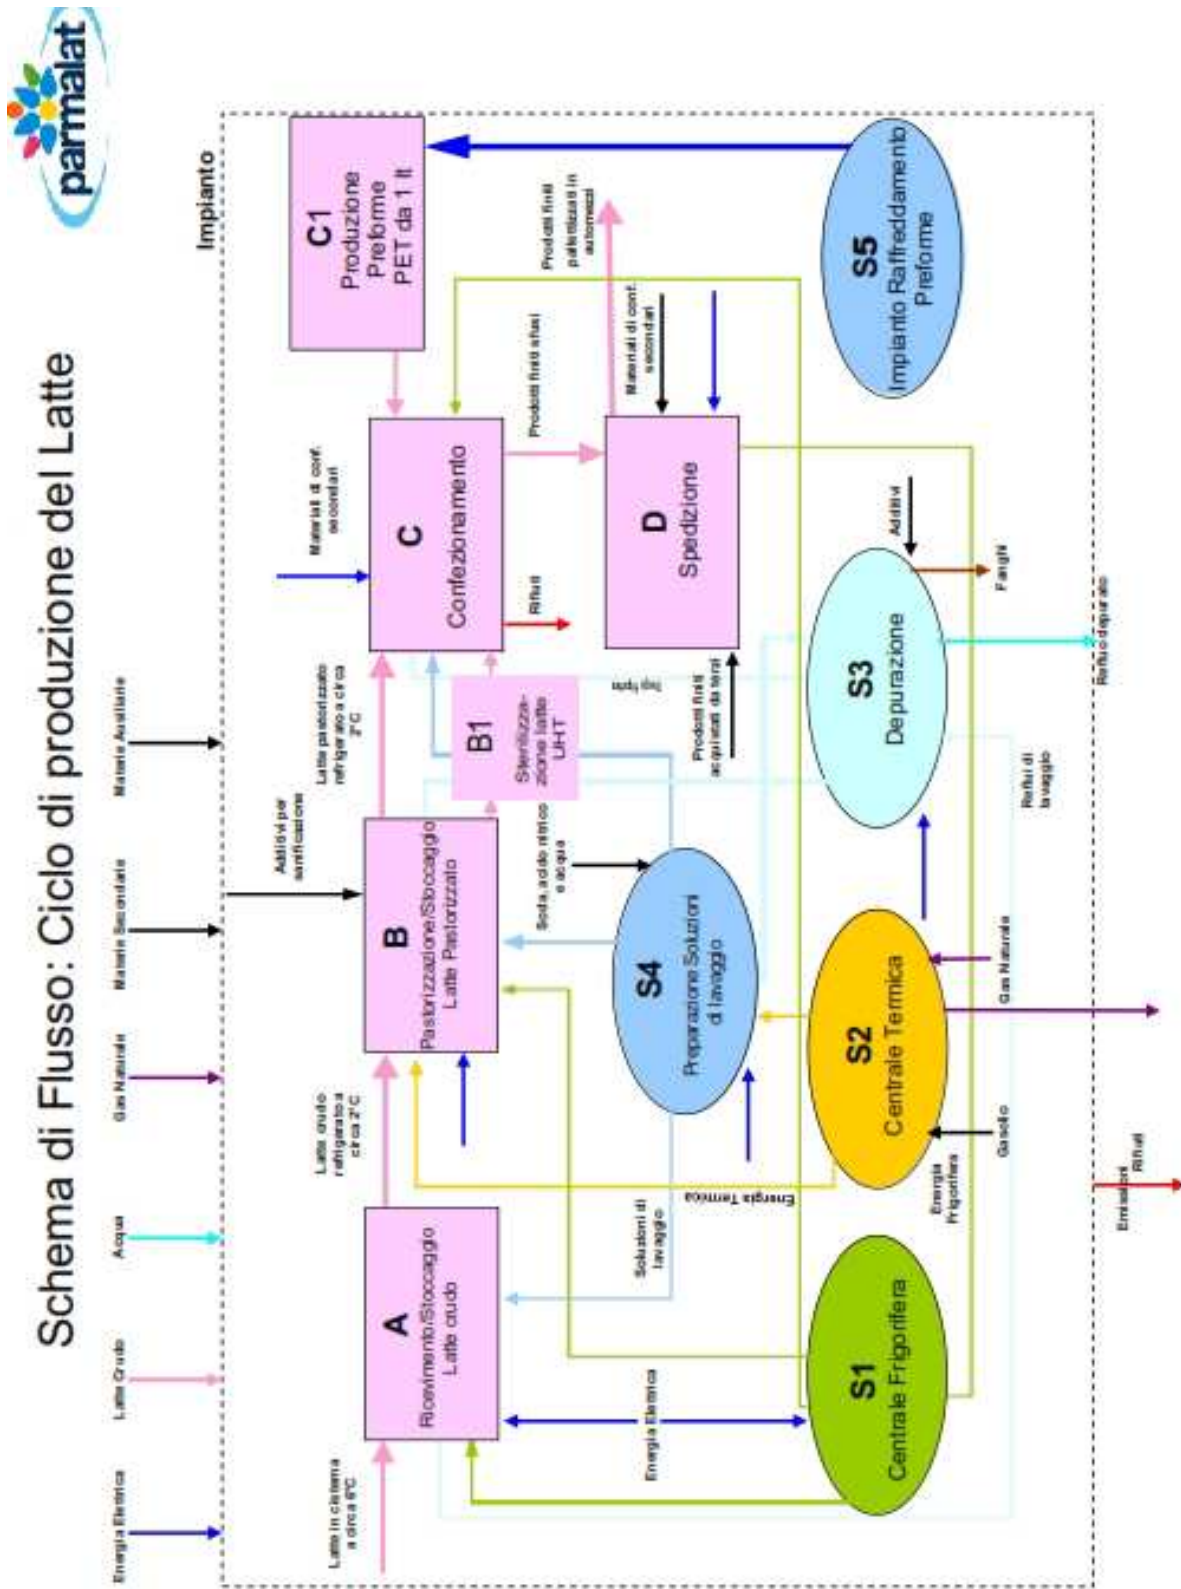 parmalat
Schema di Flusso: Ciclo di produzione del Latte
Energia Elettrica
Latte Crudo
Acqua
Gas Naturale
Materie Secondarie
Materie Ausiliarie
Impianto
Latte in cisterna
a circa 6°C
A
Ricevimento/Stoccaggio
Latte crudo
Latte crudo
refrigerato a
circa 2°C
Additivi per
sanificazione
B
Pastorizzazione/Stoccaggio
Latte Pastorizzato
Latte pastorizzato
refrigerato a circa
2°C
B1
Sterilizza-
zione latte
UHT
Materiali di conf.
secondari
C
Confezionamento
Rifiuti
Prodotti finiti sfusi
C1
Produzione
Preforme
PET da 1 lt
Prodotti finiti
pallettizzati in
automezzi
Materiali di conf.
secondari
D
Spedizione
Prodotti finiti
acquistati da terzi
Soda, acido nitrico
e acqua
S4
Preparazione Soluzioni
di lavaggio
Soluzioni di
lavaggio
Energia Termica
Energia Elettrica
S1
Centrale Frigorifera
Energia
Frigorifera
S2
Centrale Termica
Gasolio
Gas Naturale
S3
Depurazione
Additivi
Fanghi
Reflui di
lavaggio
Refluo depurato
S5
Impianto Raffreddamento
Preforme
Emissioni
Rifiuti